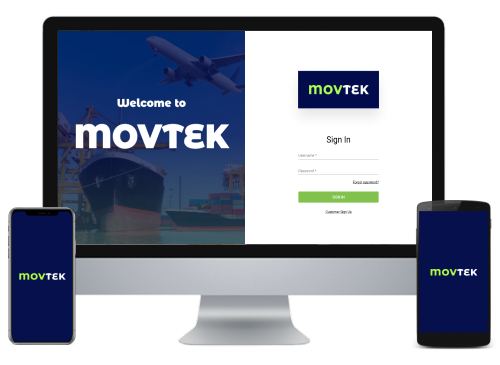 Welcome to
MOVTEK
MOVTEK
Sign In
Username *
Password *
Forgot password?
SIGN IN
Customer Sign Up
MOVTEK
MOVTEK